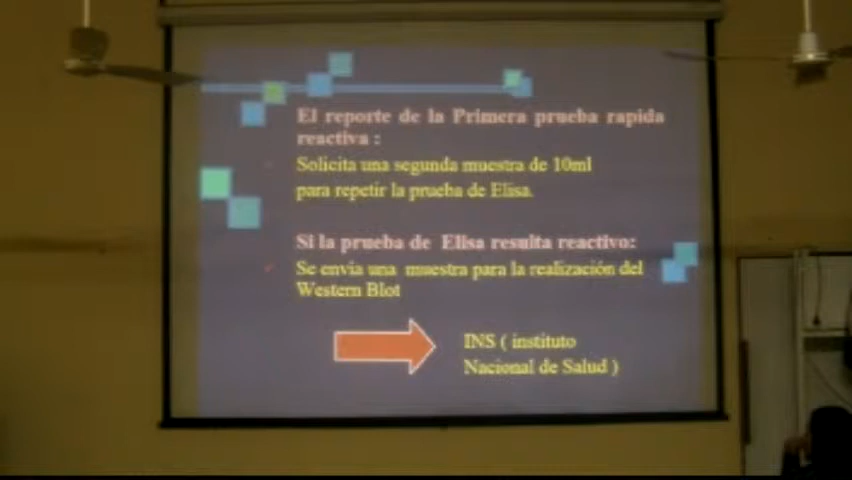 El reporte de la Primera prueba rapida
reactiva :
Solicita una segunda muestra de 10ml
para repetir la prueba de Elisa.
Si la prueba de Elisa resulta reactivo:
Se envia una muestra para la realización del
Western Blot
INS ( instituto
Nacional de Salud )